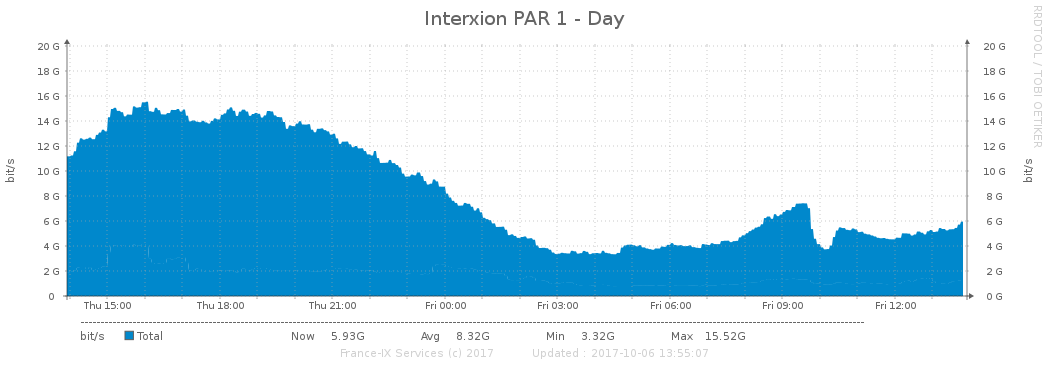 Interxion PAR 1 - Day
RRDTOOL / TOBI OETIKER
20 G 20 G
18 G 18 G
16 G 16 G
14 G 14 G
12 G 12 G
10 G 10 G
8 G 8 G
6 G 6 G
4 G 4 G
2 G 2 G
0 0 G
bit/s bit/s
Thu 15:00 Thu 18:00 Thu 21:00 Fri 00:00 Fri 03:00 Fri 06:00 Fri 09:00 Fri 12:00
bit/s Total Now 5.93G Avg 8.32G Min 3.32G Max 15.52G
France-IX Services (c) 2017 Updated : 2017-10-06 13:55:07